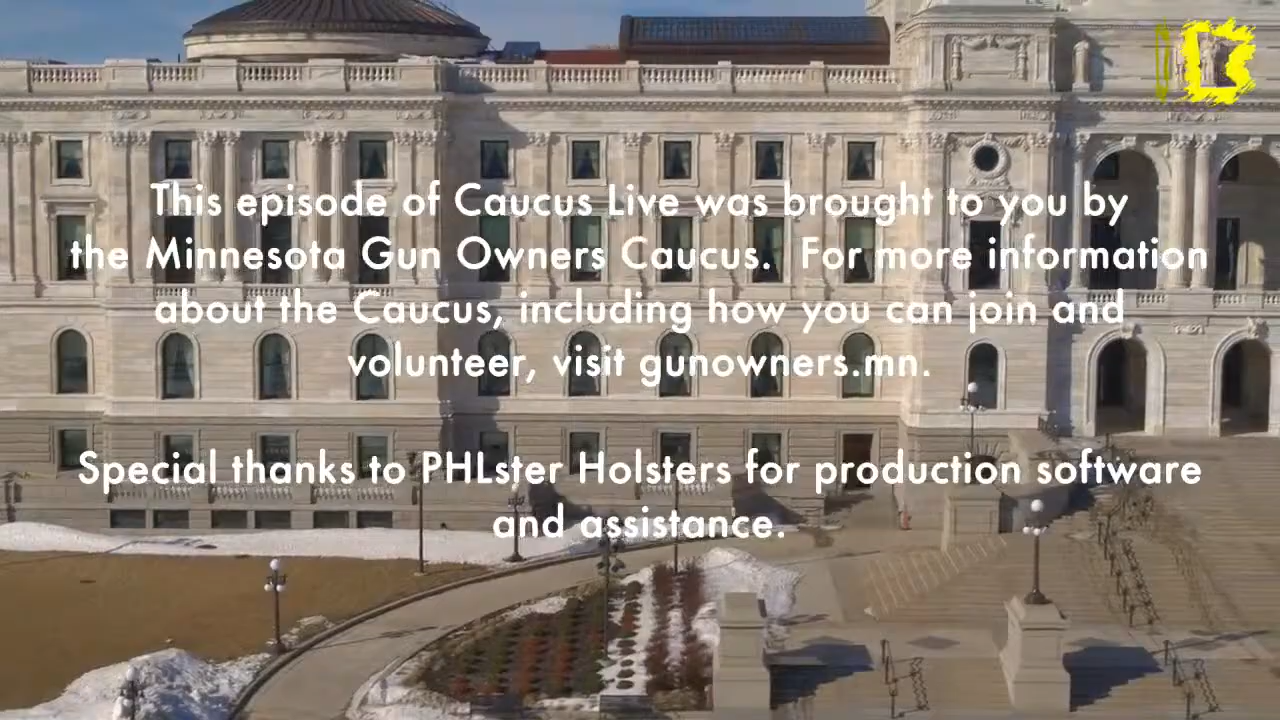 This episode of Caucus Live was brought to you by
the Minnesota Gun Owners Caucus.  For more information
about the Caucus, including how you can join and
volunteer, visit gunowners.mn.
Special thanks to PHLster Holsters for production software
and assistance.